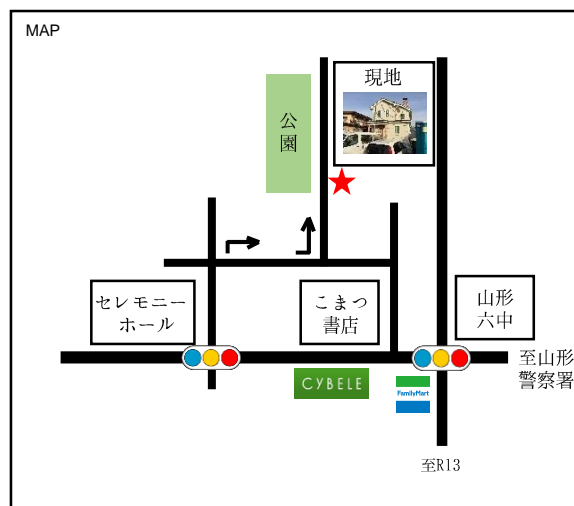 MAP
現地
公
園
セレモニー
ホール
こまつ
書店
山形
六中
至山形
警察署
CYBELE
FamilyMart
至R13